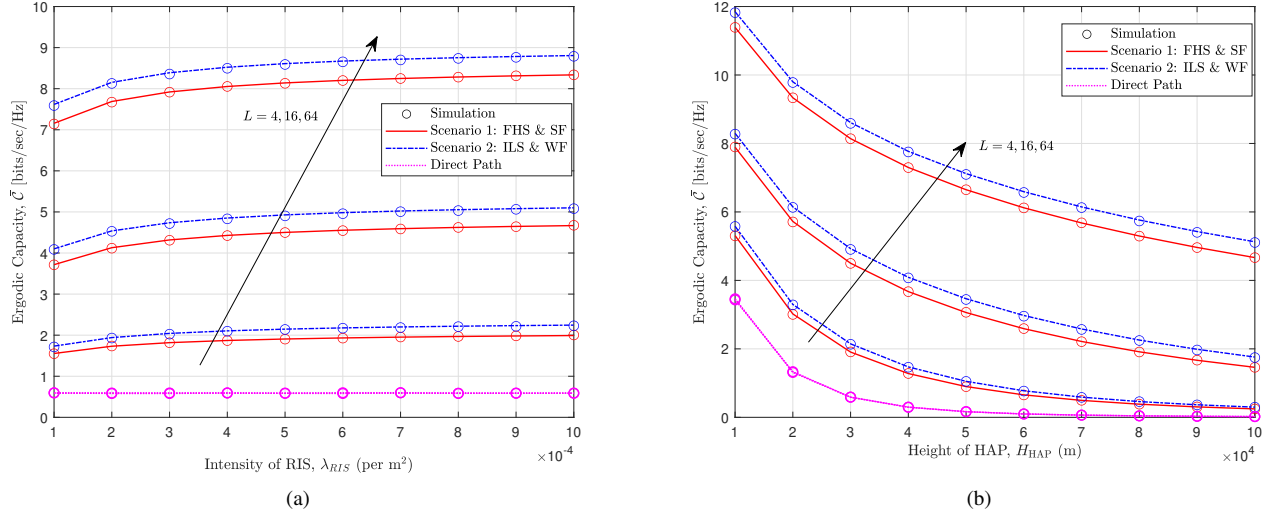 10
9
8
7
6
5
4
3
2
1
0
Ergodic Capacity, C̄ [bits/sec/Hz]
L = 4, 16, 64
Simulation
Scenario 1: FHS & SF
Scenario 2: ILS & WF
Direct Path
1 2 3 4 5 6 7 8 9 10
×10⁻⁴
Intensity of RIS, λ_RIS (per m²)
(a)
12
10
8
6
4
2
0
Ergodic Capacity, C̄ [bits/sec/Hz]
Simulation
Scenario 1: FHS & SF
Scenario 2: ILS & WF
Direct Path
L = 4, 16, 64
1 2 3 4 5 6 7 8 9 10
×10⁴
Height of HAP, H_HAP (m)
(b)